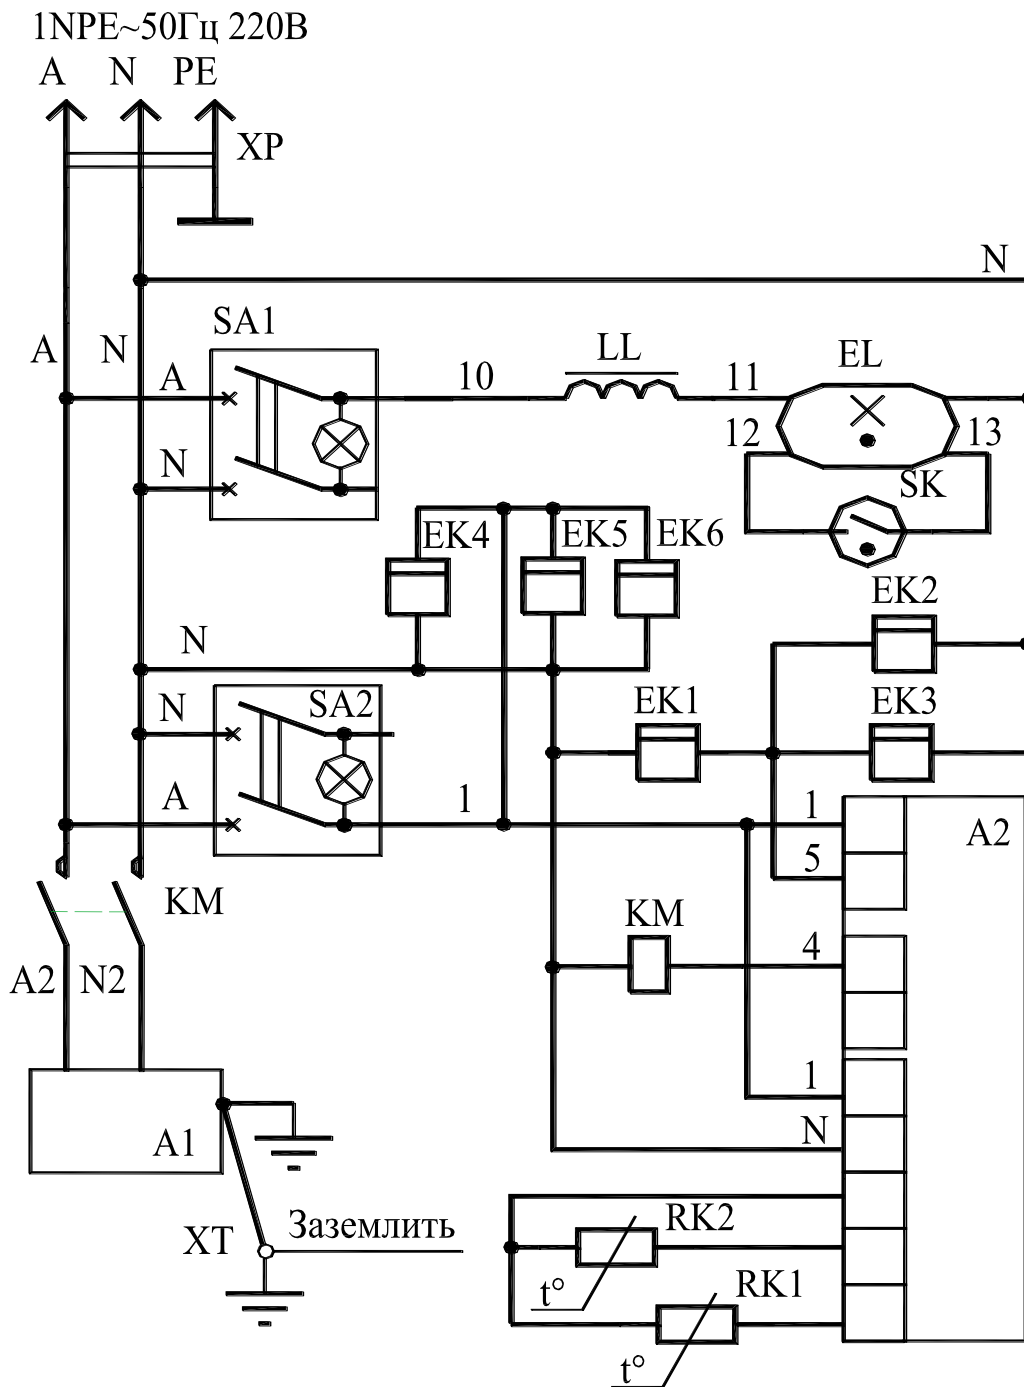 1NPE~50Гц 220В
A N PE
XP
N
SA1
A N
A
10
LL
11
EL
12
13
N
SK
EK4
EK5
EK6
EK2
N
N
SA2
EK1
EK3
A
1
1
A2
5
KM
KM
4
A2 N2
1
N
A1
RK2
XT
Заземлить
t°
RK1
t°